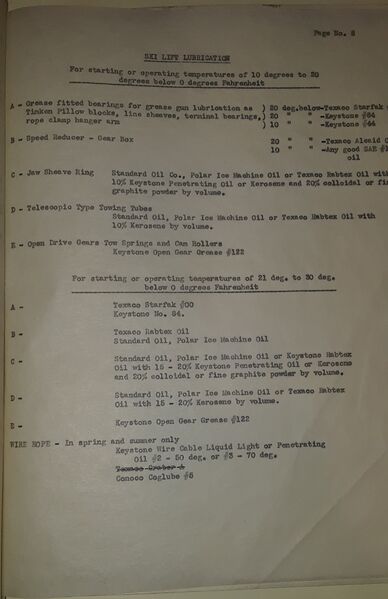 Page No. 8
SKI LIFT LUBRICATION
For starting or operating temperatures of 10 degrees to 20
degrees below 0 degrees Fahrenheit
A - Grease fitted bearings for grease gun lubrication as ) 20 deg.below-Texaco Starfak
Timken Pillow blocks, line sheaves, terminal bearings,) 20 " " -Keystone #84
rope clamp hanger arm ) 10 " " -Keystone #44
B - Speed Reducer - Gear Box 20 " " -Texaco Alcaid
10 " " -Any good SAE
oil
C - Jaw Sheave Ring Standard Oil Co., Polar Ice Machine Oil or Texaco Rabtex Oil with
10% Keystone Penetrating Oil or Kerosene and 20% colloidal or fine
graphite powder by volume.
D - Telescopic Type Towing Tubes
Standard Oil, Polar Ice Machine Oil or Texaco Rabtex Oil with
10% Kerosene by volume.
E - Open Drive Gears Tow Springs and Cam Rollers
Keystone Open Gear Grease #122
For starting or operating temperatures of 21 deg. to 30 deg.
below 0 degrees Fahrenheit
A - Texaco Starfak #00
Keystone No. 84.
B - Texaco Rabtex Oil
Standard Oil, Polar Ice Machine Oil
C - Standard Oil, Polar Ice Machine Oil or Keystone Rabtex
Oil with 15 - 20% Keystone Penetrating Oil or Kerosene
and 20% colloidal or fine graphite powder by volume.
D - Standard Oil, Polar Ice Machine Oil or Texaco Rabtex
Oil with 15 - 20% Kerosene by volume.
E - Keystone Open Gear Grease #122
WIRE ROPE - In spring and summer only
Keystone Wire Cable Liquid Light or Penetrating
Oil #2 - 50 deg. or #3 - 70 deg.
Texaco Crater A
Conoco Coglube #5